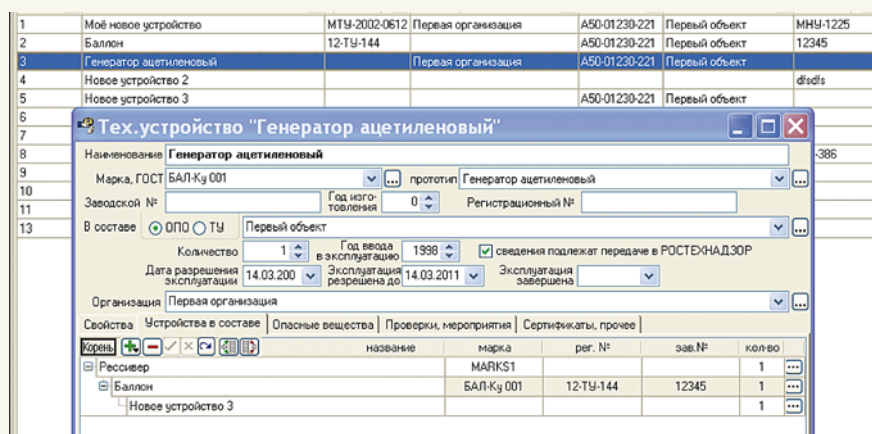 1 Моё новое устройство МТУ-2002-0612 Первая организация А50-01230-221 Первый объект МНУ-1225
2 Баллон 12-ТУ-144 А50-01230-221 Первый объект 12345
3 Генератор ацетиленовый Первая организация А50-01230-221 Первый объект
4 Новое устройство 2 dfsdfs
5 Новое устройство 3 А50-01230-221 Первый объект
6
7
8 -386
9
10
11
13
Тех.устройство "Генератор ацетиленовый"
Наименование Генератор ацетиленовый
Марка, ГОСТ БАЛ-Ку 001 ... прототип Генератор ацетиленовый ...
Заводской № Год изго-товления 0 Регистрационный №
В составе ОПО ТУ Первый объект ...
Количество 1 Год ввода в эксплуатацию 1998 сведения подлежат передаче в РОСТЕХНАДЗОР
Дата разрешения эксплуатации 14.03.200 Эксплуатация резрешена до 14.03.2011 Эксплуатация завершена
Организация Первая организация ...
Свойства Устройства в составе Опасные вещества Проверки, мероприятия Сертификаты, прочее
Корень название марка рег. № зав.№ кол-во
Рессивер MARKS1 1 ...
Баллон БАЛ-Ку 001 12-ТУ-144 12345 1 ...
Новое устройство 3 1 ...